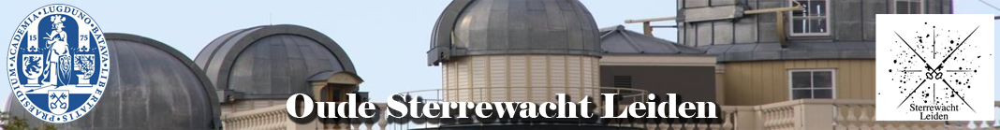 ACADEMIA · LUGDUNO · BATAVA · LIBERTATIS · PRAESIDIUM
15 75
Oude Sterrewacht Leiden
Sterrewacht
Leiden